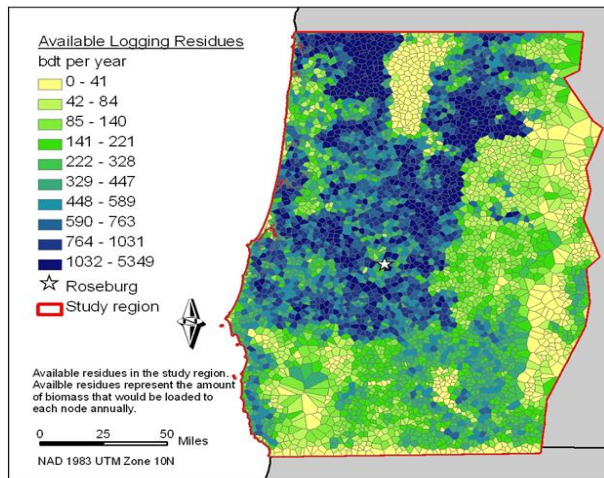 Available Logging Residues
bdt per year
0 - 41
42 - 84
85 - 140
141 - 221
222 - 328
329 - 447
448 - 589
590 - 763
764 - 1031
1032 - 5349
Roseburg
Study region
N
Available residues in the study region.
Availble residues represent the amount
of biomass that would be loaded to
each node annually.
0 25 50
Miles
NAD 1983 UTM Zone 10N